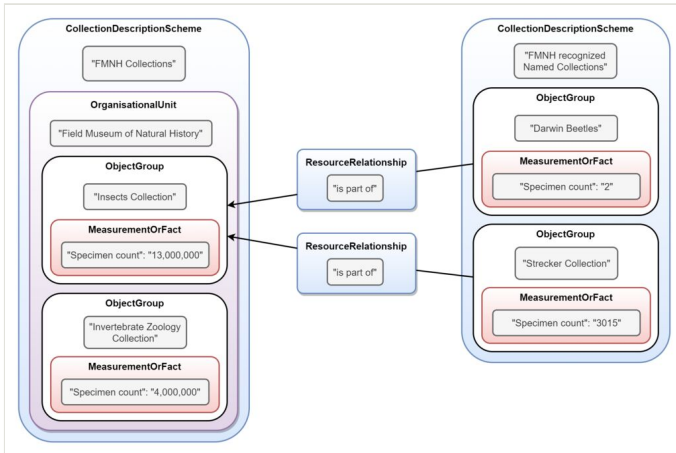 CollectionDescriptionScheme
"FMNH Collections"
OrganisationalUnit
"Field Museum of Natural History"
ObjectGroup
"Insects Collection"
MeasurementOrFact
"Specimen count": "13,000,000"
ObjectGroup
"Invertebrate Zoology
Collection"
MeasurementOrFact
"Specimen count": "4,000,000"
ResourceRelationship
"is part of"
ResourceRelationship
"is part of"
CollectionDescriptionScheme
"FMNH recognized
Named Collections"
ObjectGroup
"Darwin Beetles"
MeasurementOrFact
"Specimen count": "2"
ObjectGroup
"Strecker Collection"
MeasurementOrFact
"Specimen count": "3015"